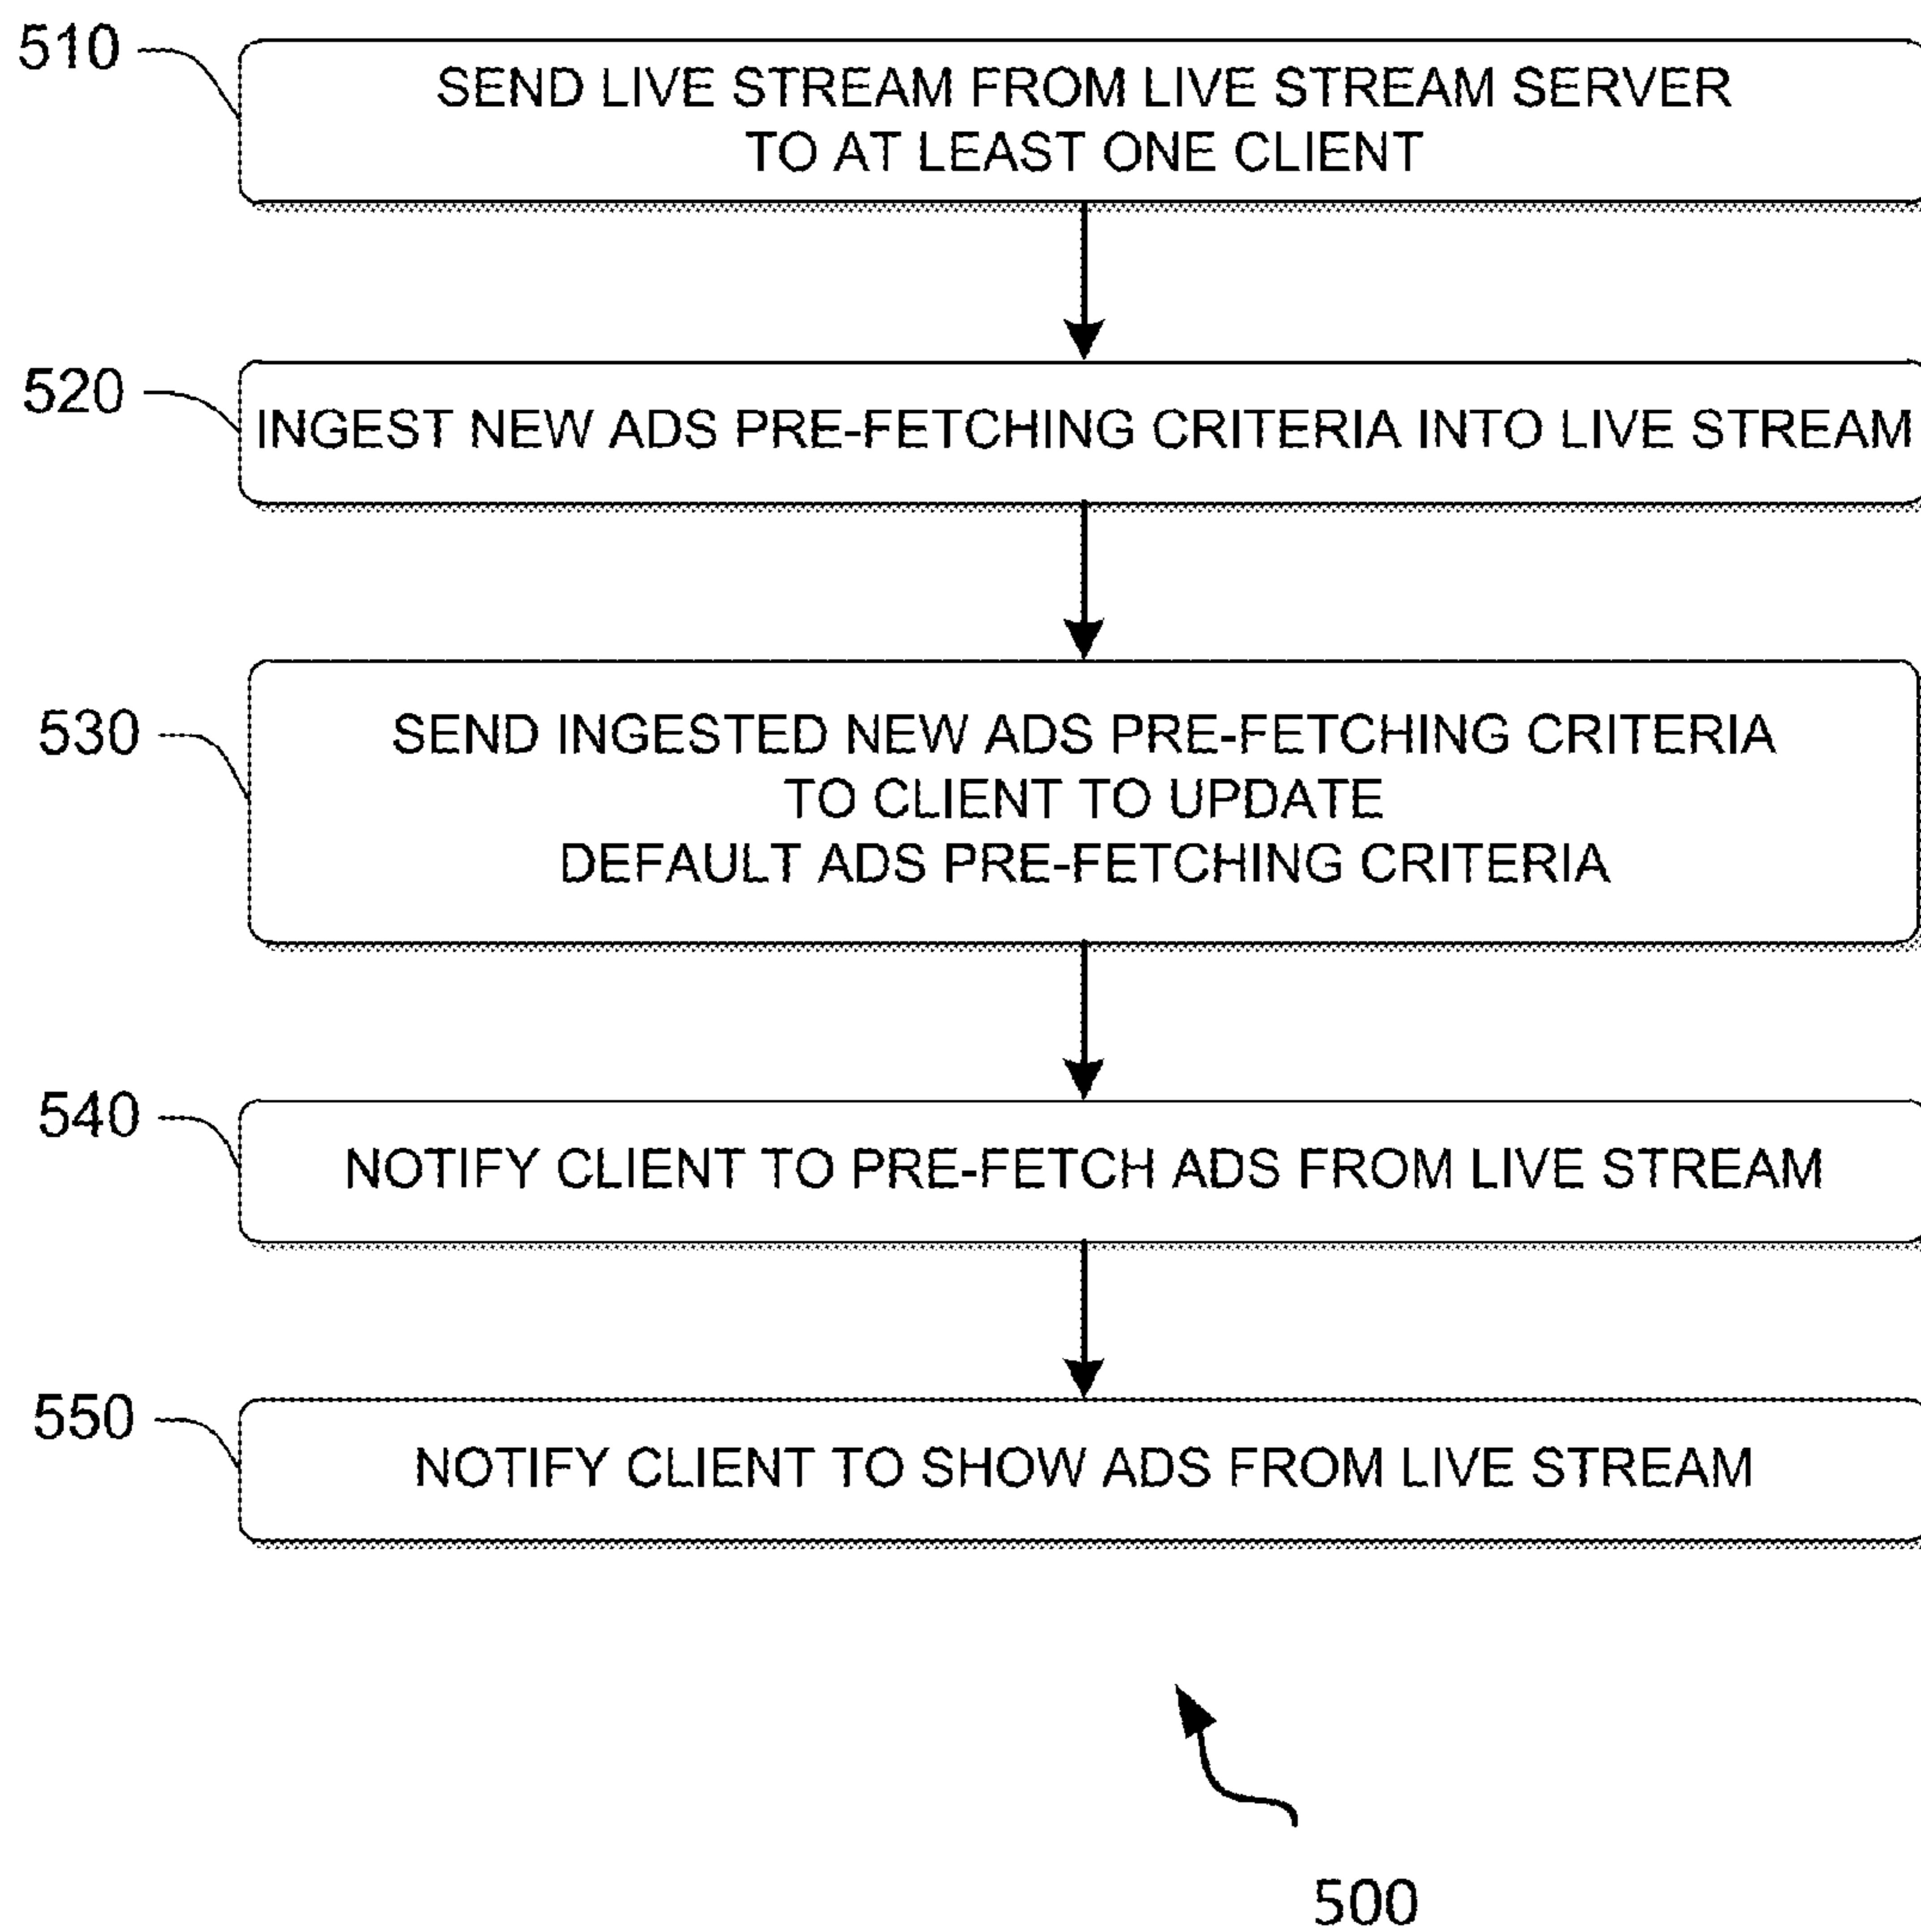 510
SEND LIVE STREAM FROM LIVE STREAM SERVER
TO AT LEAST ONE CLIENT
520
INGEST NEW ADS PRE-FETCHING CRITERIA INTO LIVE STREAM
530
SEND INGESTED NEW ADS PRE-FETCHING CRITERIA
TO CLIENT TO UPDATE
DEFAULT ADS PRE-FETCHING CRITERIA
540
NOTIFY CLIENT TO PRE-FETCH ADS FROM LIVE STREAM
550
NOTIFY CLIENT TO SHOW ADS FROM LIVE STREAM
500